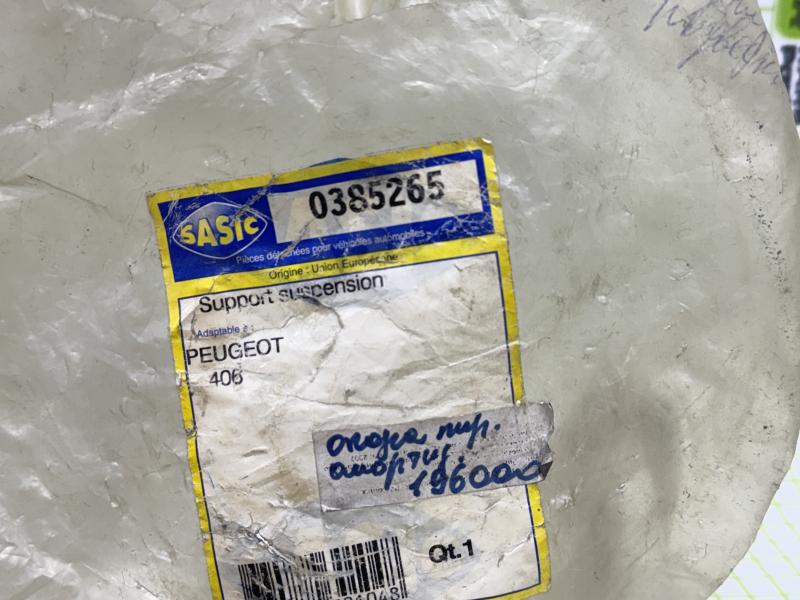 0385265
SASIC
Pièces détachées pour véhicules automobiles
Origine - Union Européenne
Support suspension
Adaptable à :
PEUGEOT
406
опора пер.
амортиз.
196000
Qt.1